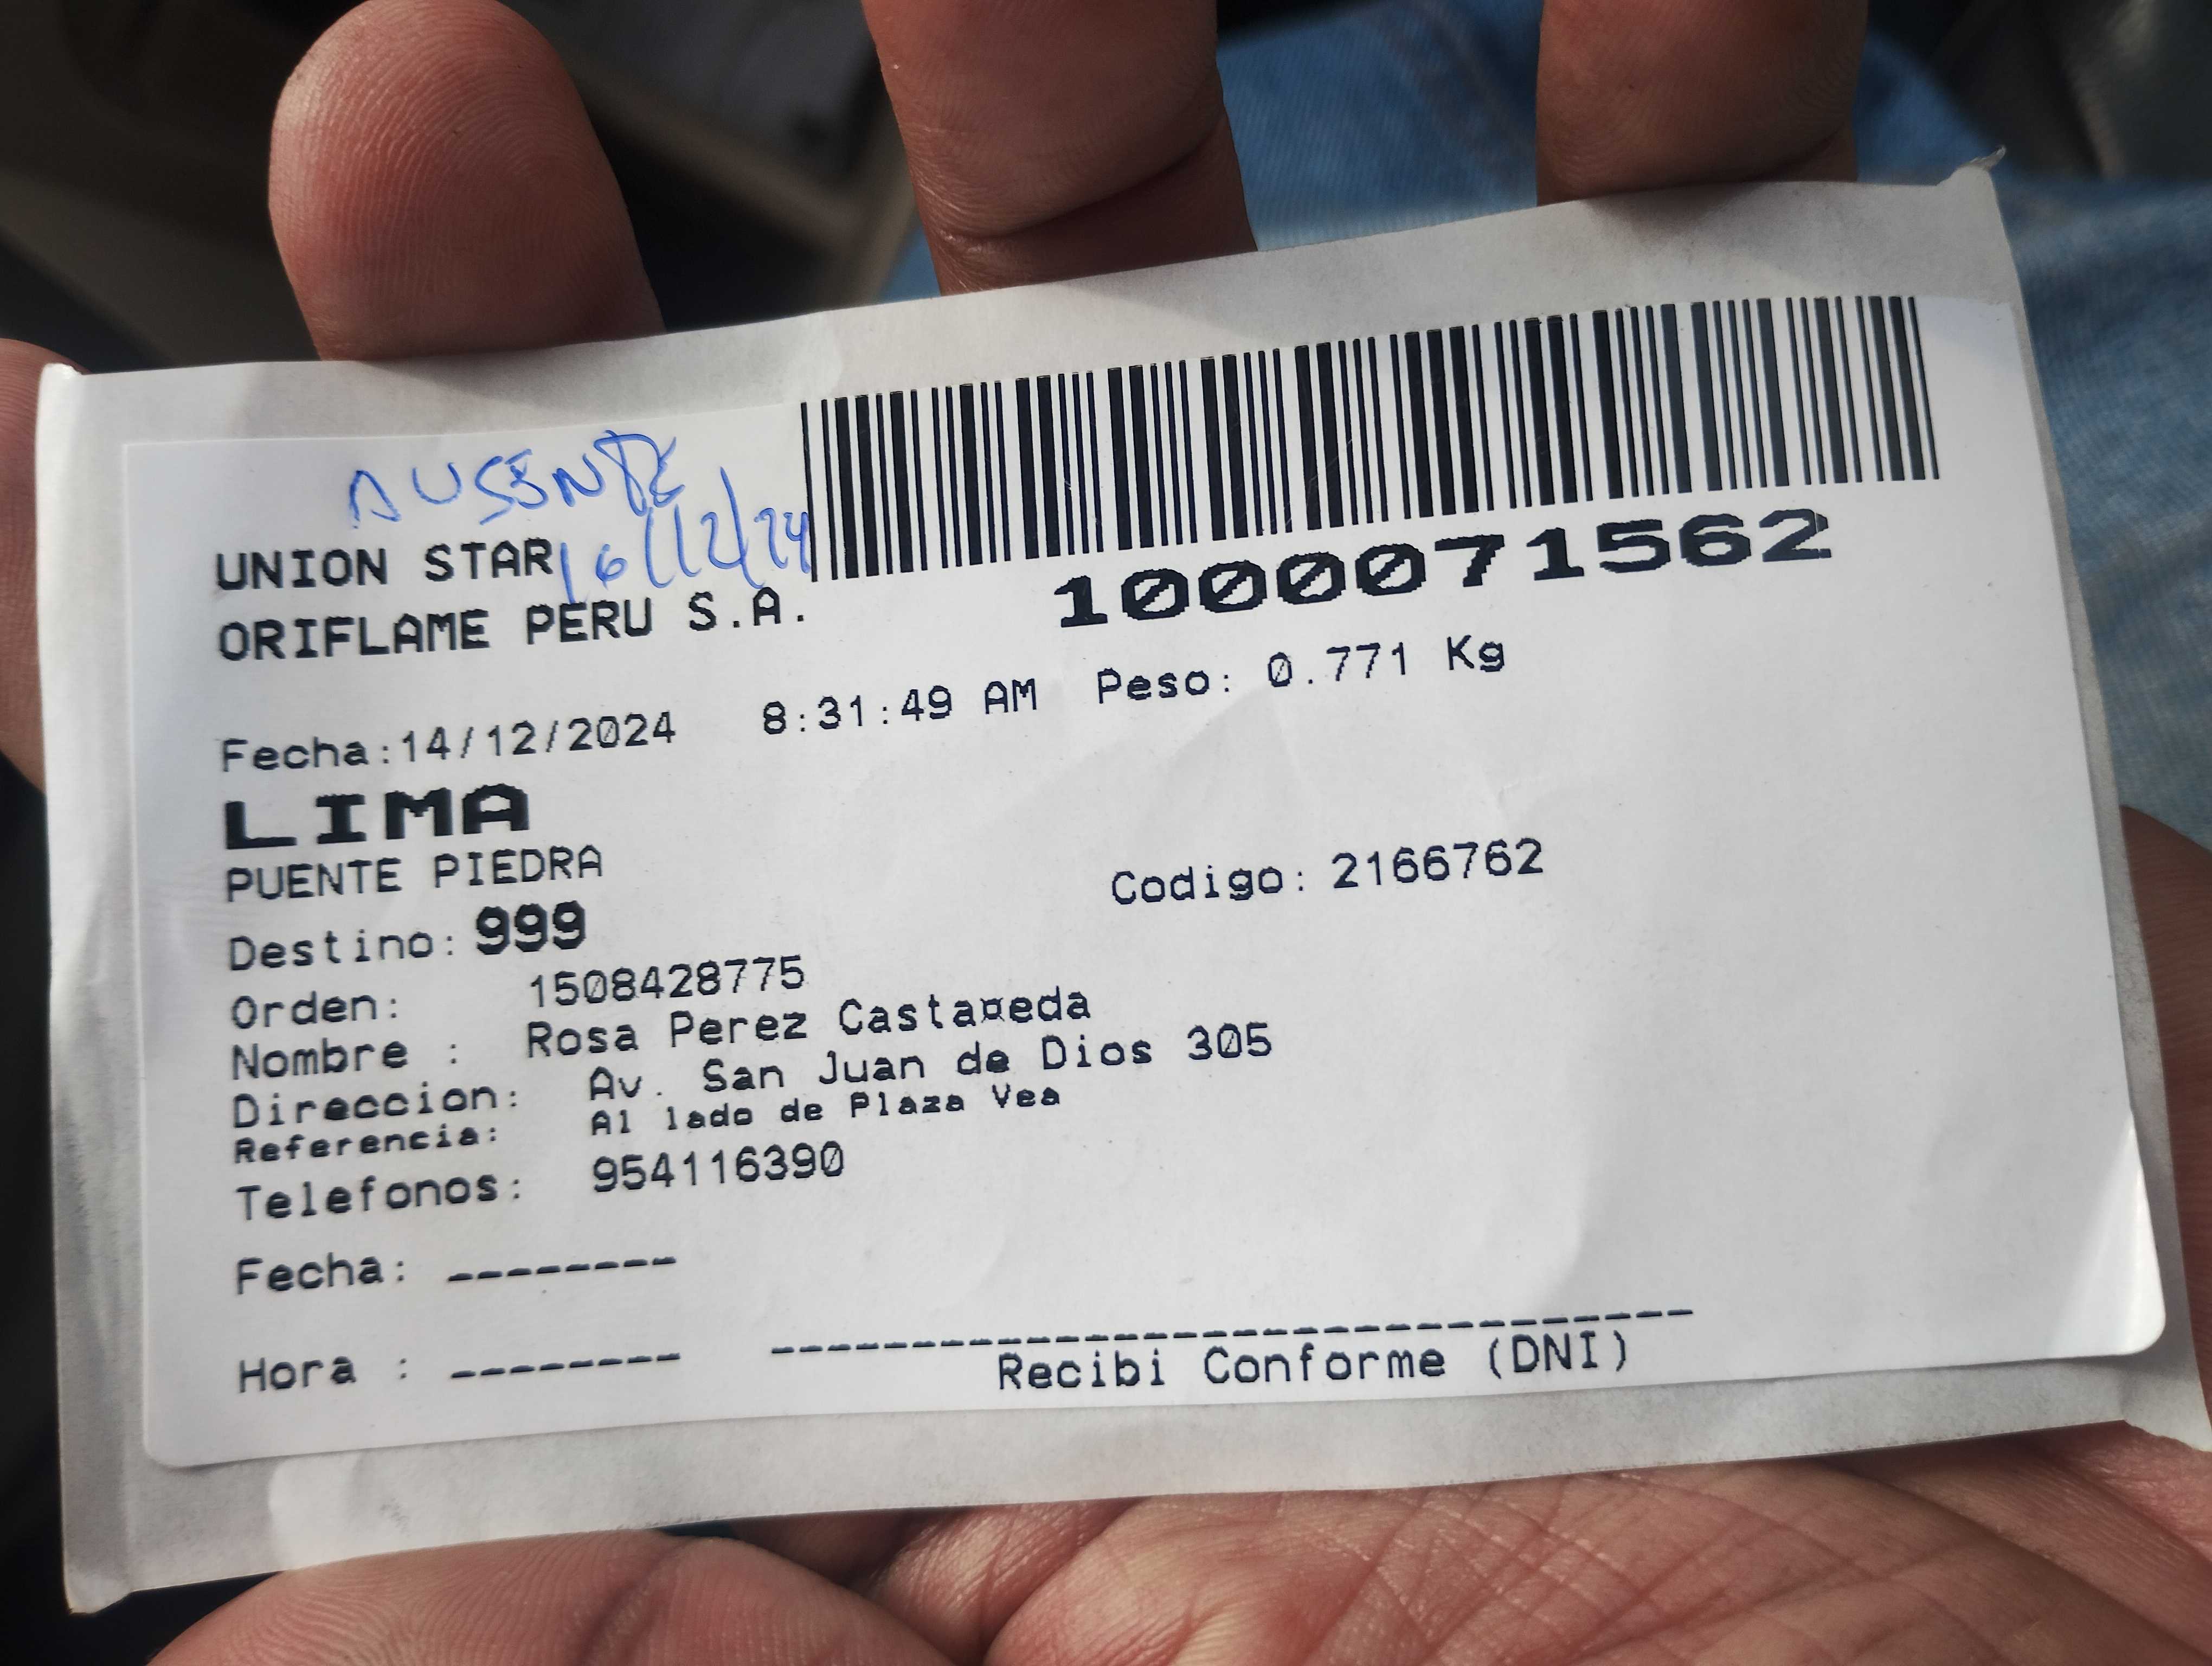 AUSENTE
16/12/24
UNION STAR
ORIFLAME PERU S.A.
1000071562
Fecha:14/12/2024 8:31:49 AM Peso: 0.771 Kg
LIMA
PUENTE PIEDRA
Codigo: 2166762
Destino: 999
Orden: 1508428775
Nombre : Rosa Perez Casta¤eda
Direccion: Av. San Juan de Dios 305
Referencia: Al lado de Plaza Vea
Telefonos: 954116390
Fecha: --------
Hora : --------
Recibi Conforme (DNI)